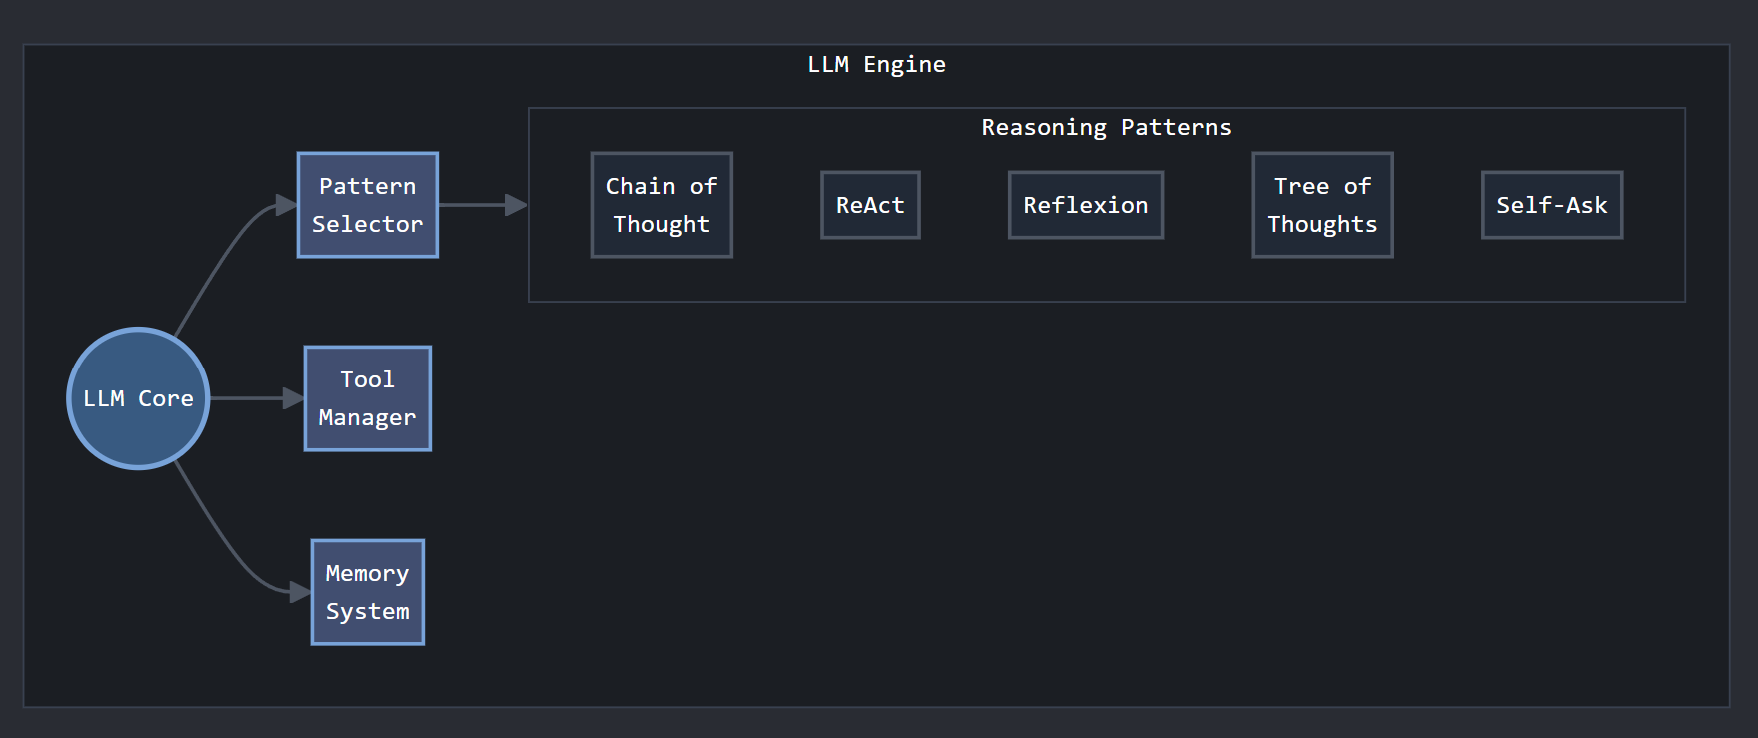 LLM Engine
Reasoning Patterns
Pattern
Selector
Chain of
Thought
ReAct
Reflexion
Tree of
Thoughts
Self-Ask
LLM Core
Tool
Manager
Memory
System